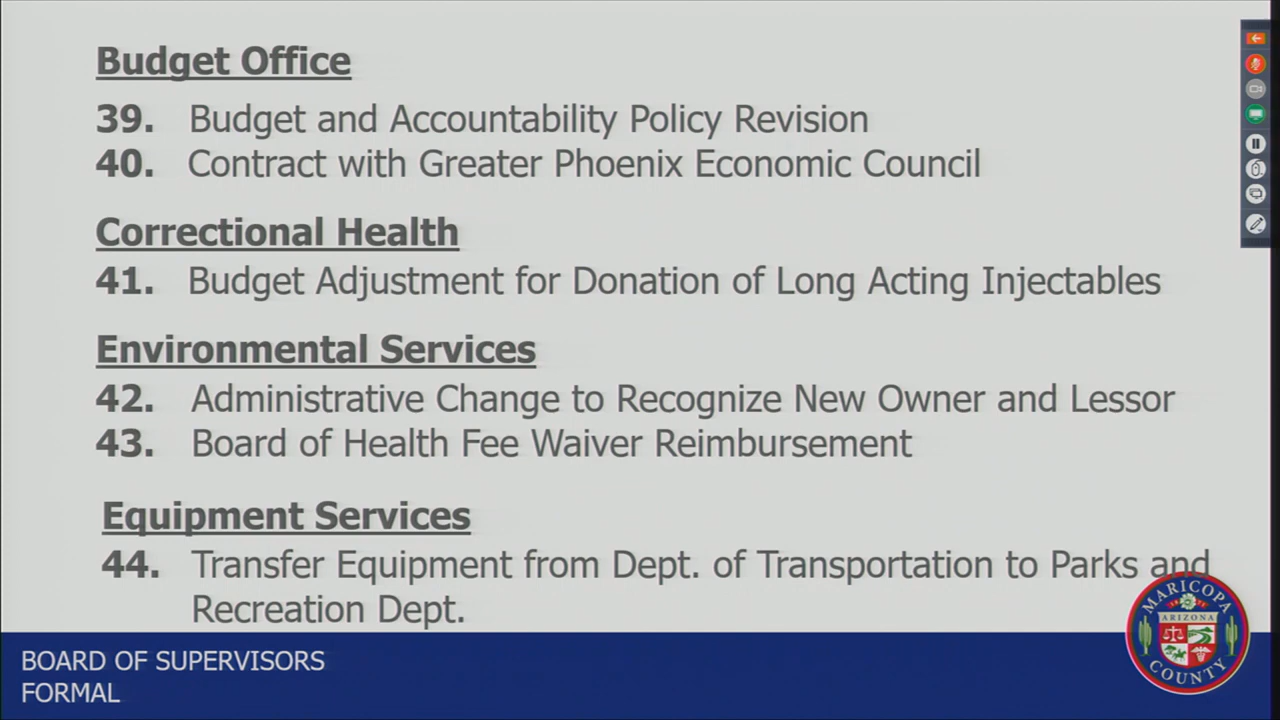 Budget Office
39. Budget and Accountability Policy Revision
40. Contract with Greater Phoenix Economic Council
Correctional Health
41. Budget Adjustment for Donation of Long Acting Injectables
Environmental Services
42. Administrative Change to Recognize New Owner and Lessor
43. Board of Health Fee Waiver Reimbursement
Equipment Services
44. Transfer Equipment from Dept. of Transportation to Parks and
Recreation Dept.
BOARD OF SUPERVISORS
FORMAL
MARICOPA
ARIZONA
COUNTY